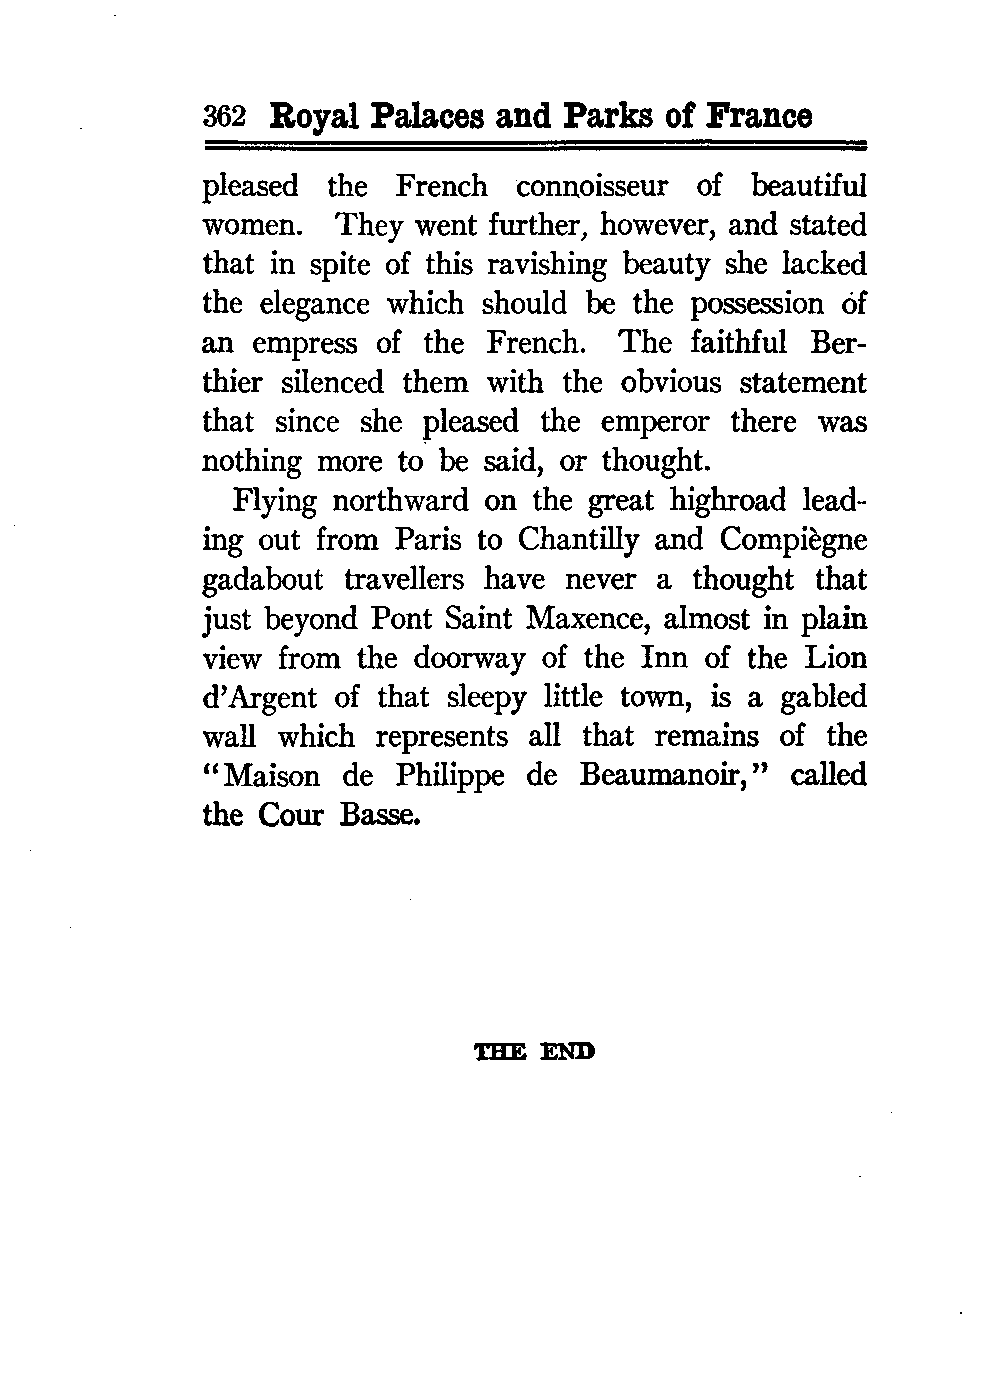 362 Royal Palaces and Parks of France
pleased the French connoisseur of beautiful
women. They went further, however, and stated
that in spite of this ravishing beauty she lacked
the elegance which should be the possession of
an empress of the French. The faithful Ber-
thier silenced them with the obvious statement
that since she pleased the emperor there was
nothing more to be said, or thought.
Flying northward on the great highroad lead-
ing out from Paris to Chantilly and Compiègne
gadabout travellers have never a thought that
just beyond Pont Saint Maxence, almost in plain
view from the doorway of the Inn of the Lion
d'Argent of that sleepy little town, is a gabled
wall which represents all that remains of the
“Maison de Philippe de Beaumanoir,” called
the Cour Basse.
THE END